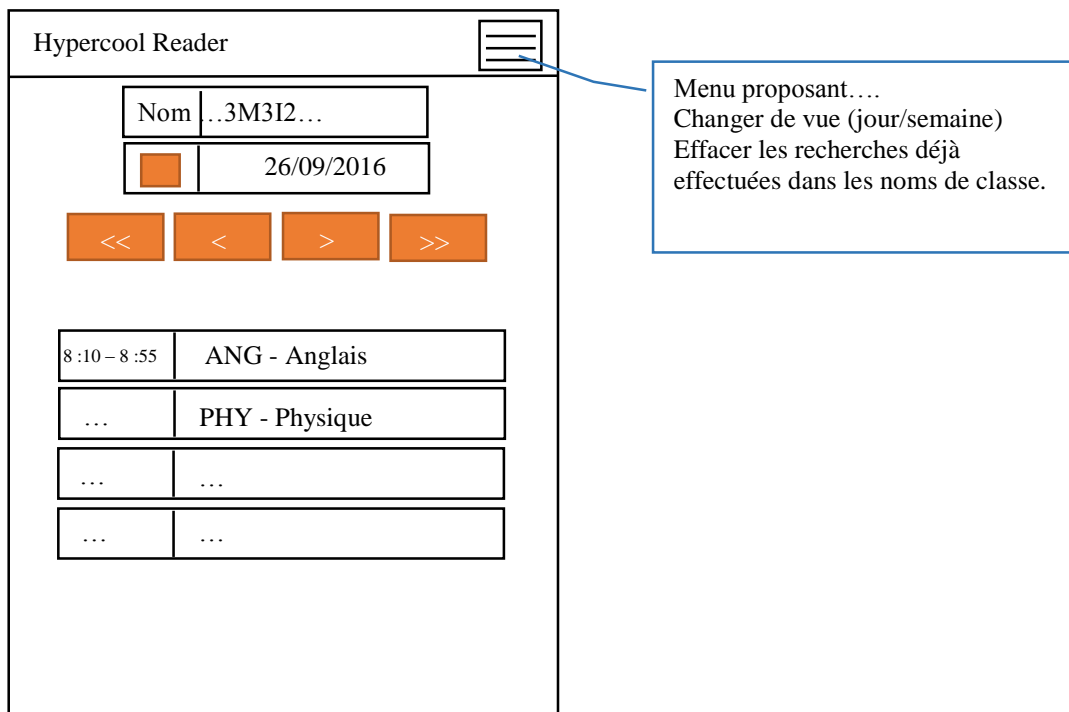 Hypercool Reader
Nom …3M3I2…
26/09/2016
<< < > >>
8 :10 – 8 :55 ANG - Anglais
… PHY - Physique
… …
… …
Menu proposant….
Changer de vue (jour/semaine)
Effacer les recherches déjà
effectuées dans les noms de classe.